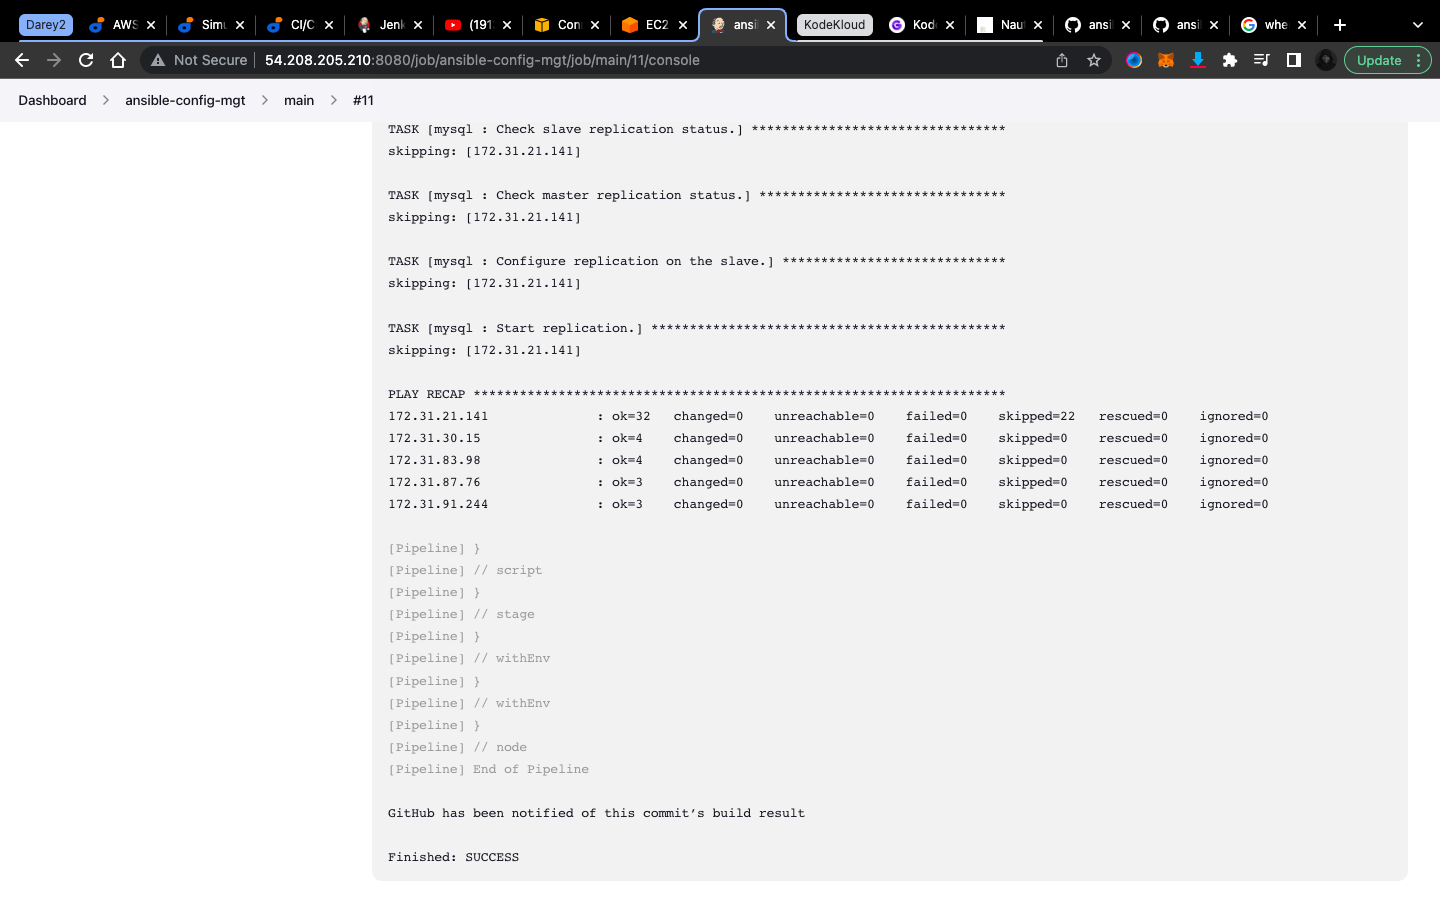 Darey2 AWS Simu CI/C Jenk (191 Con EC2 ansi KodeKloud Kod Nau ansi ansi whe
Not Secure 54.208.205.210:8080/job/ansible-config-mgt/job/main/11/console Update
Dashboard ansible-config-mgt main #11
TASK [mysql : Check slave replication status.] *********************************
skipping: [172.31.21.141]
TASK [mysql : Check master replication status.] ********************************
skipping: [172.31.21.141]
TASK [mysql : Configure replication on the slave.] *****************************
skipping: [172.31.21.141]
TASK [mysql : Start replication.] **********************************************
skipping: [172.31.21.141]
PLAY RECAP *********************************************************************
172.31.21.141 : ok=32 changed=0 unreachable=0 failed=0 skipped=22 rescued=0 ignored=0
172.31.30.15 : ok=4 changed=0 unreachable=0 failed=0 skipped=0 rescued=0 ignored=0
172.31.83.98 : ok=4 changed=0 unreachable=0 failed=0 skipped=0 rescued=0 ignored=0
172.31.87.76 : ok=3 changed=0 unreachable=0 failed=0 skipped=0 rescued=0 ignored=0
172.31.91.244 : ok=3 changed=0 unreachable=0 failed=0 skipped=0 rescued=0 ignored=0
[Pipeline] }
[Pipeline] // script
[Pipeline] }
[Pipeline] // stage
[Pipeline] }
[Pipeline] // withEnv
[Pipeline] }
[Pipeline] // withEnv
[Pipeline] }
[Pipeline] // node
[Pipeline] End of Pipeline
GitHub has been notified of this commit’s build result
Finished: SUCCESS